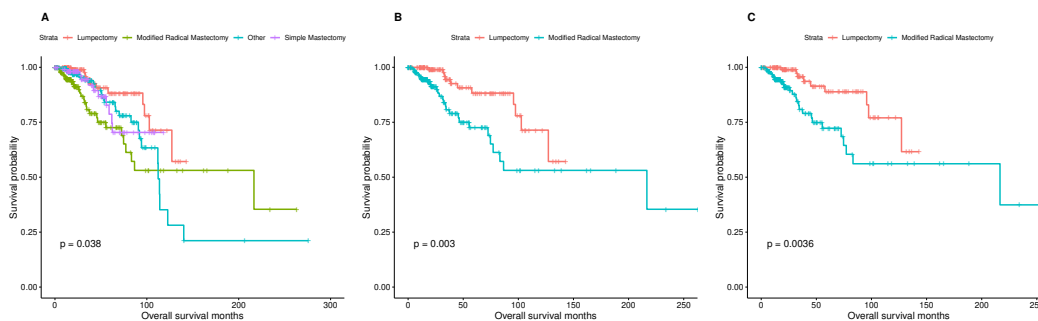 A
Strata Lumpectomy Modified Radical Mastectomy Other Simple Mastectomy
1.00
0.75
0.50
0.25
0.00
Survival probability
p = 0.038
0 100 200 300
Overall survival months
B
Strata Lumpectomy Modified Radical Mastectomy
1.00
0.75
0.50
0.25
0.00
Survival probability
p = 0.003
0 50 100 150 200 250
Overall survival months
C
Strata Lumpectomy Modified Radical Mastectomy
1.00
0.75
0.50
0.25
0.00
Survival probability
p = 0.0036
0 50 100 150 200 250
Overall survival months